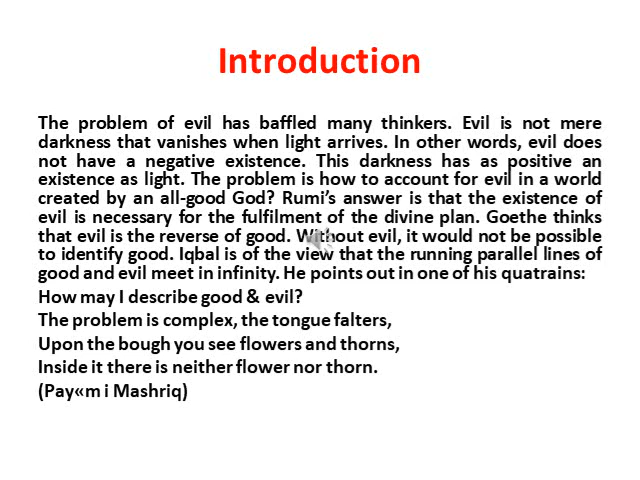 Introduction
The problem of evil has baffled many thinkers. Evil is not mere
darkness that vanishes when light arrives. In other words, evil does
not have a negative existence. This darkness has as positive an
existence as light. The problem is how to account for evil in a world
created by an all-good God? Rumi’s answer is that the existence of
evil is necessary for the fulfilment of the divine plan. Goethe thinks
that evil is the reverse of good. Without evil, it would not be possible
to identify good. Iqbal is of the view that the running parallel lines of
good and evil meet in infinity. He points out in one of his quatrains:
How may I describe good & evil?
The problem is complex, the tongue falters,
Upon the bough you see flowers and thorns,
Inside it there is neither flower nor thorn.
(Pay«m i Mashriq)